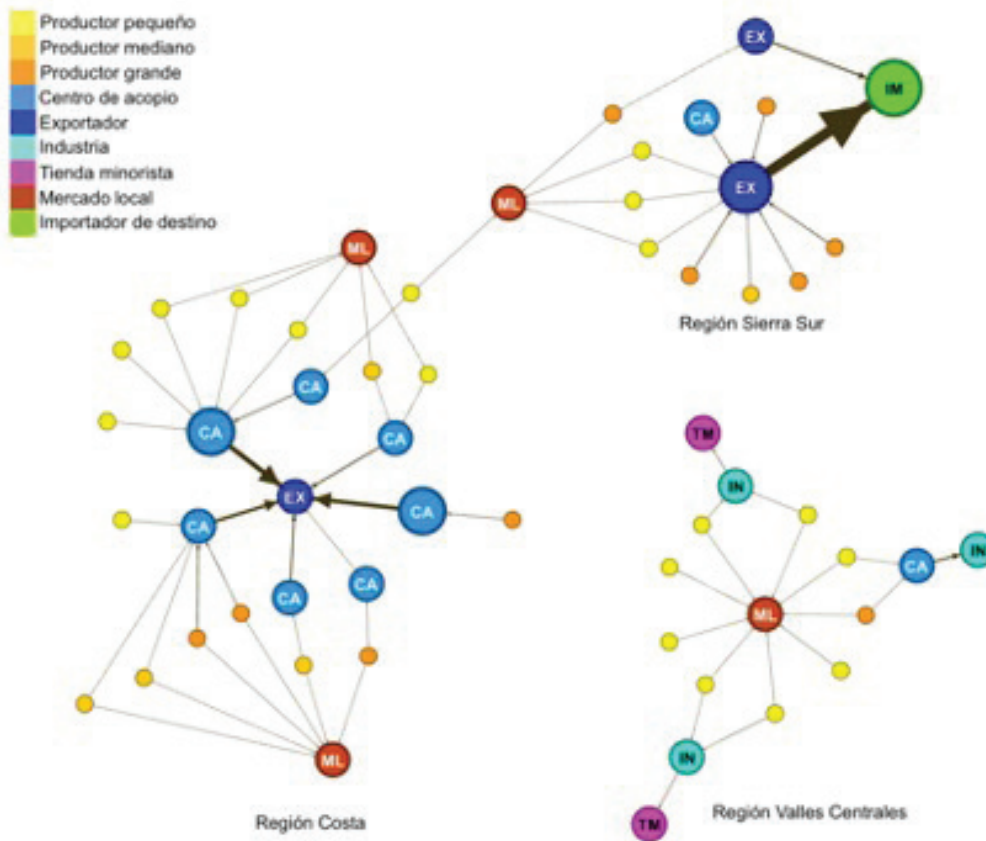 Productor pequeño
Productor mediano
Productor grande
Centro de acopio
Exportador
Industria
Tienda minorista
Mercado local
Importador de destino
EX
IM
CA
EX
ML
Región Sierra Sur
ML
CA
CA
CA
EX
CA
CA
CA
CA
ML
Región Costa
TM
IN
IN
CA
ML
IN
TM
Región Valles Centrales